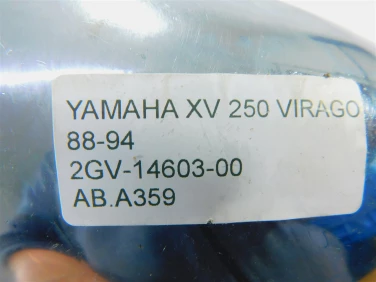 YAMAHA XV 250 VIRAGO
88-94
2GV-14603-00
AB.A359